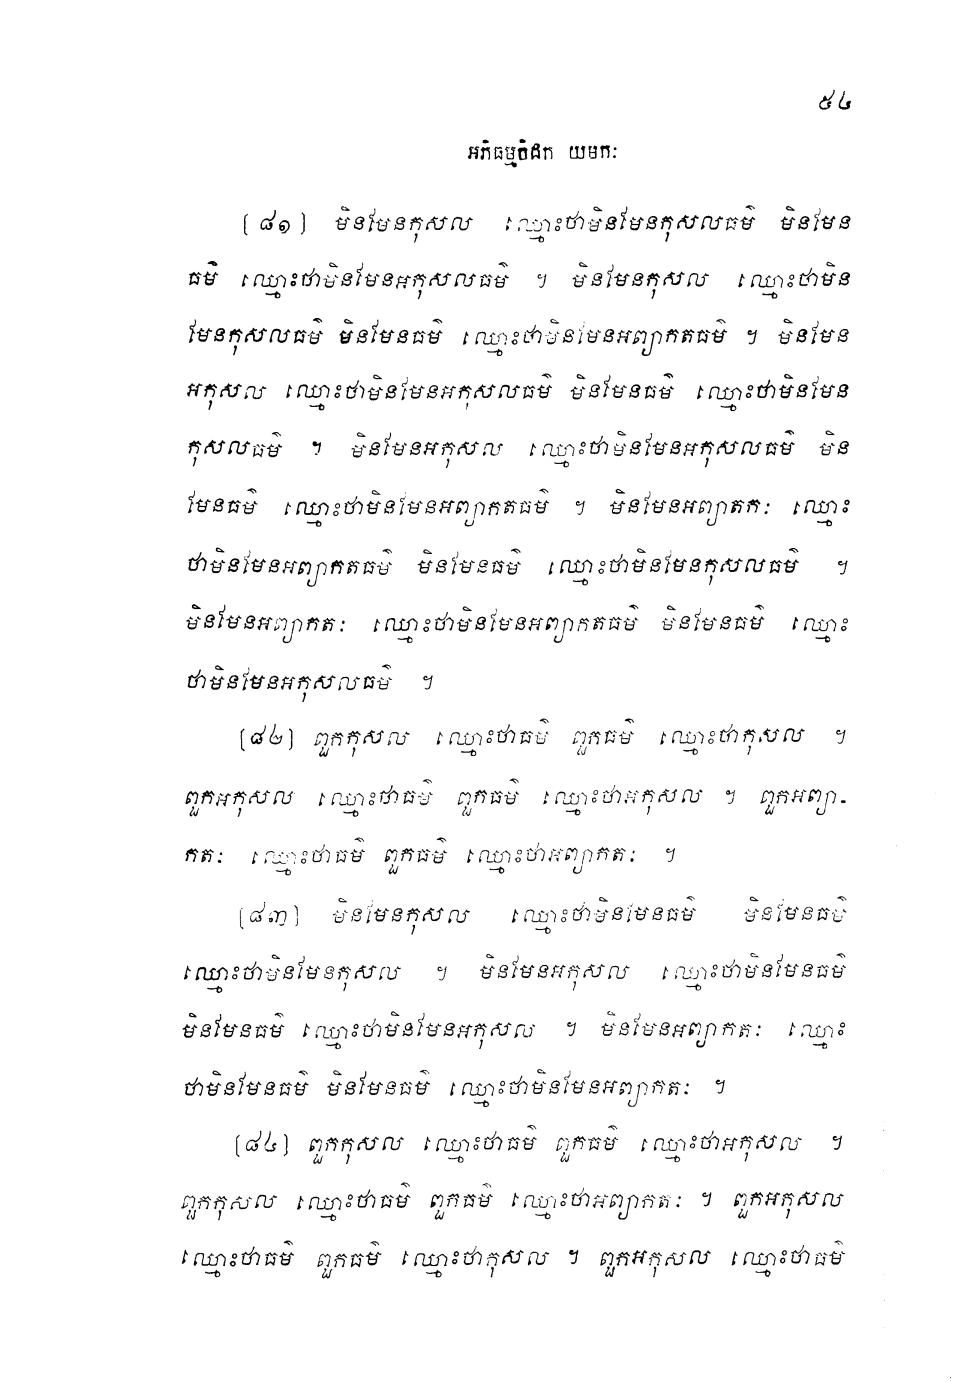 ៥៤
អភិធម្មបិដក យមកៈ
(៨១) មិនមែនកុសល ឈ្មោះថាមិនមែនកុសលធម៌ មិនមែន
ធម៌ ឈ្មោះថាមិនមែនអកុសលធម៌ ។ មិនមែនកុសល ឈ្មោះថាមិន
មែនកុសលធម៌ មិនមែនធម៌ ឈ្មោះថាមិនមែនអព្យាកតធម៌ ។ មិនមែន
អកុសល ឈ្មោះថាមិនមែនអកុសលធម៌ មិនមែនធម៌ ឈ្មោះថាមិនមែន
កុសលធម៌ ។ មិនមែនអកុសល ឈ្មោះថាមិនមែនអកុសលធម៌ មិន
មែនធម៌ ឈ្មោះថាមិនមែនអព្យាកតធម៌ ។ មិនមែនអព្យាតកៈ ឈ្មោះ
ថាមិនមែនអព្យាកតធម៌ មិនមែនធម៌ ឈ្មោះថាមិនមែនកុសលធម៌ ។
មិនមែនអព្យាកតៈ ឈ្មោះថាមិនមែនអព្យាកតធម៌ មិនមែនធម៌ ឈ្មោះ
ថាមិនមែនអកុសលធម៌ ។
(៨២) ពួកកុសល ឈ្មោះថាធម៌ ពួកធម៌ ឈ្មោះថាកុសល ។
ពួកអកុសល ឈ្មោះថាធម៌ ពួកធម៌ ឈ្មោះថាអកុសល ។ ពួកអព្យា-
កតៈ ឈ្មោះថាធម៌ ពួកធម៌ ឈ្មោះថាអព្យាកតៈ ។
(៨៣) មិនមែនកុសល ឈ្មោះថាមិនមែនធម៌ មិនមែនធម៌
ឈ្មោះថាមិនមែនកុសល ។ មិនមែនអកុសល ឈ្មោះថាមិនមែនធម៌
មិនមែនធម៌ ឈ្មោះថាមិនមែនអកុសល ។ មិនមែនអព្យាកតៈ ឈ្មោះ
ថាមិនមែនធម៌ មិនមែនធម៌ ឈ្មោះថាមិនមែនអព្យាកតៈ ។
(៨៤) ពួកកុសល ឈ្មោះថាធម៌ ពួកធម៌ ឈ្មោះថាអកុសល ។
ពួកកុសល ឈ្មោះថាធម៌ ពួកធម៌ ឈ្មោះថាអព្យាកតៈ ។ ពួកអកុសល
ឈ្មោះថាធម៌ ពួកធម៌ ឈ្មោះថាកុសល ។ ពួកអកុសល ឈ្មោះថាធម៌